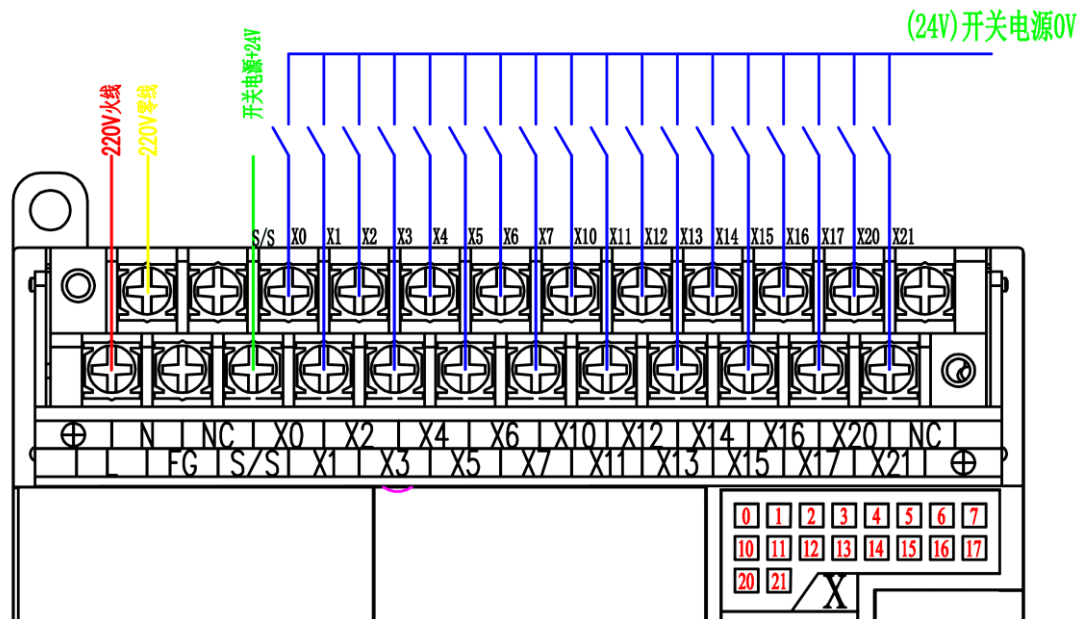 (24V)开关电源0V
开关电源+24V
220V火线
220V零线
S/S X0 X1 X2 X3 X4 X5 X6 X7 X10 X11 X12 X13 X14 X15 X16 X17 X20 X21
N NC X0 X2 X4 X6 X10 X12 X14 X16 X20 NC
L FG S/S X1 X3 X5 X7 X11 X13 X15 X17 X21
0 1 2 3 4 5 6 7
10 11 12 13 14 15 16 17
20 21
X